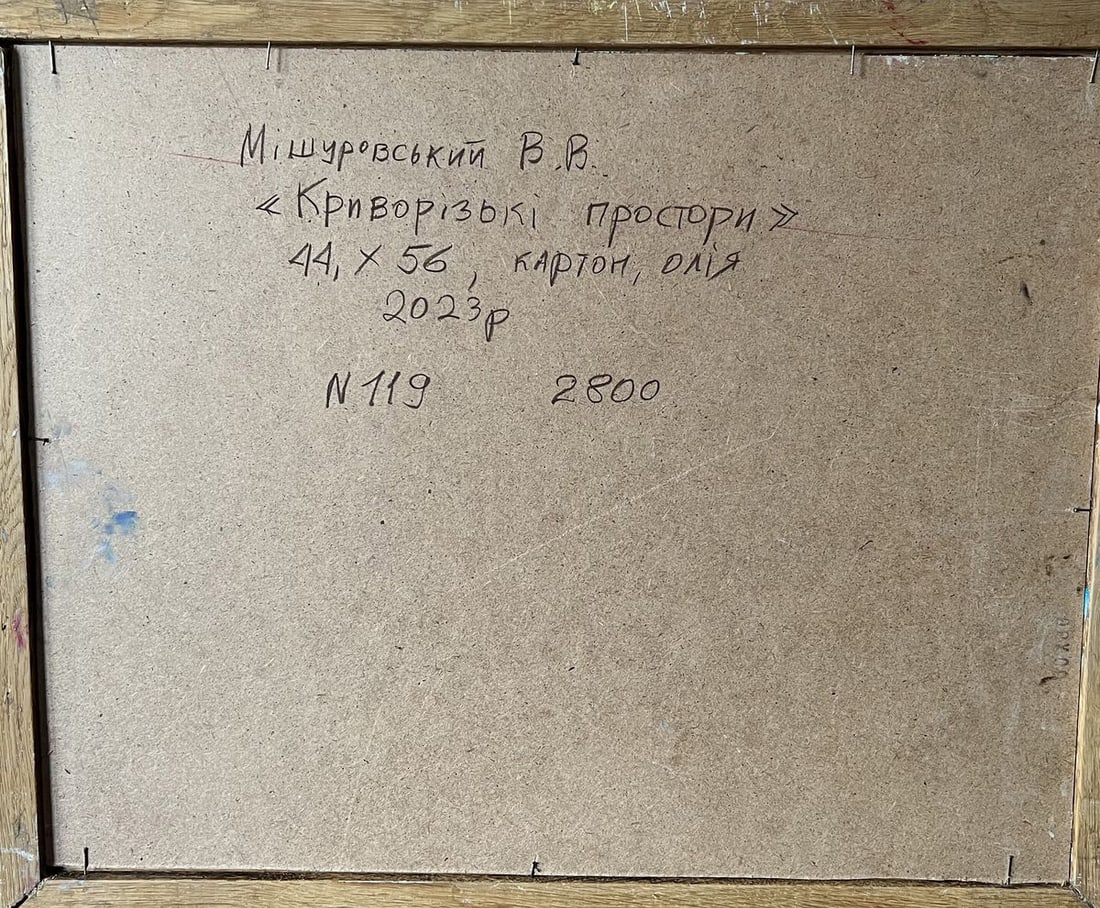 Мішуровський В.В.
«Криворізькі простори»
44, х 56, картон, олія
2023р
N 119 2800